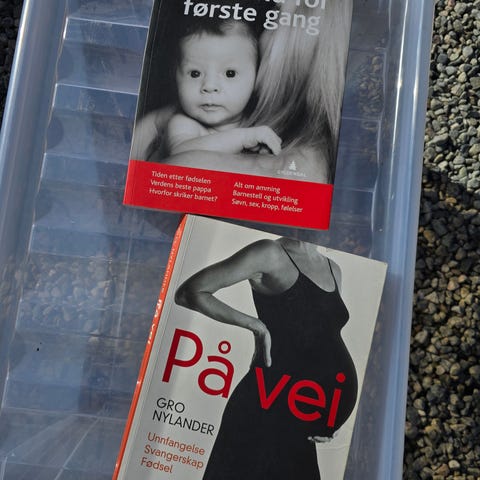 første gang
GYLDENDAL
Tiden etter fødselen
Verdens beste pappa
Hvorfor skriker barnet?
Alt om amming
Barnestell og utvikling
Søvn, sex, kropp, følelser
På vei
GRO
NYLANDER
Unnfangelse
Svangerskap
Fødsel